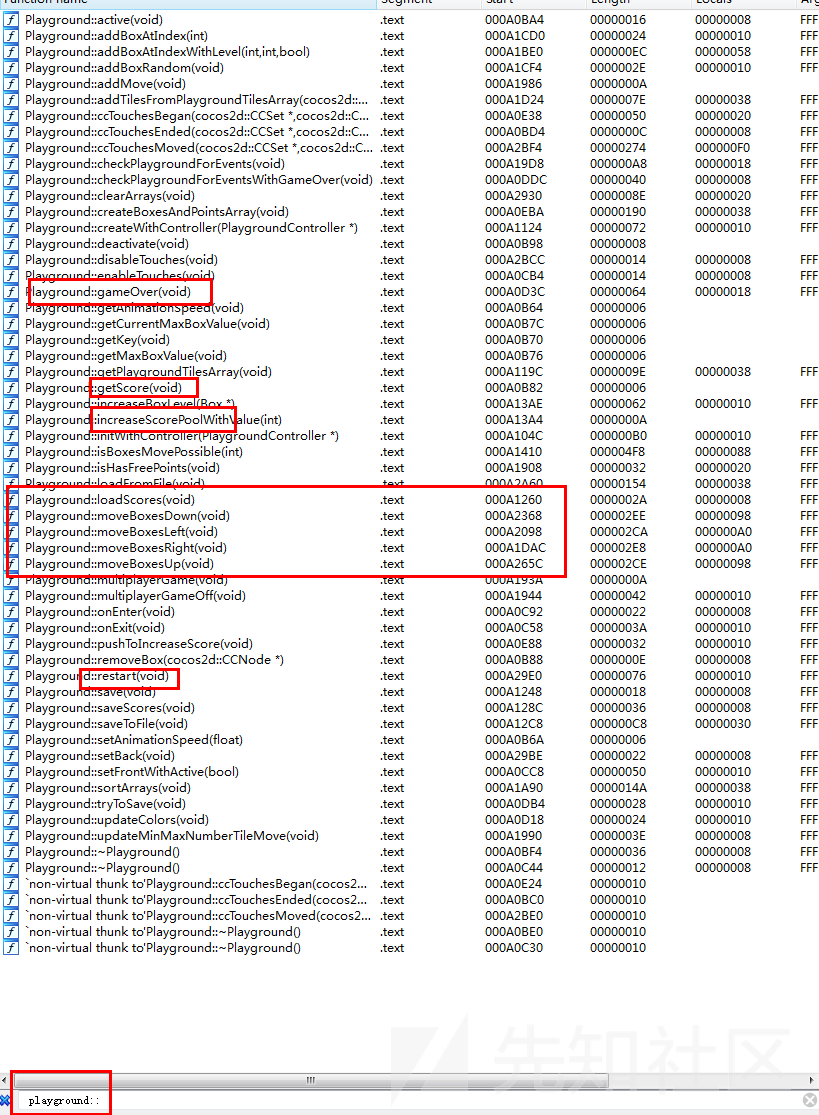 Function name Segment Start Length Locals Arg
Playground::active(void) .text 000A0BA4 00000016 00000008 FFF
Playground::addBoxAtIndex(int) .text 000A1CD0 00000024 00000010 FFF
Playground::addBoxAtIndexWithLevel(int,int,bool) .text 000A1BE0 000000EC 00000058 FFF
Playground::addBoxRandom(void) .text 000A1CF4 0000002E 00000010 FFF
Playground::addMove(void) .text 000A1986 0000000A FFF
Playground::addTilesFromPlaygroundTilesArray(cocos2d::... .text 000A1D24 0000007E 00000038 FFF
Playground::ccTouchesBegan(cocos2d::CCSet *,cocos2d::C... .text 000A0E38 00000050 00000020 FFF
Playground::ccTouchesEnded(cocos2d::CCSet *,cocos2d::C... .text 000A0BD4 0000000C 00000008 FFF
Playground::ccTouchesMoved(cocos2d::CCSet *,cocos2d::C... .text 000A2BF4 00000274 000000F0 FFF
Playground::checkPlaygroundForEvents(void) .text 000A19D8 000000A8 00000018 FFF
Playground::checkPlaygroundForEventsWithGameOver(void) .text 000A0DDC 00000040 00000008 FFF
Playground::clearArrays(void) .text 000A2930 0000008E 00000020 FFF
Playground::createBoxesAndPointsArray(void) .text 000A0EBA 00000190 00000038 FFF
Playground::createWithController(PlaygroundController *) .text 000A1124 00000072 00000010 FFF
Playground::deactivate(void) .text 000A0B98 00000008 FFF
Playground::disableTouches(void) .text 000A2BCC 00000014 00000008 FFF
Playground::enableTouches(void) .text 000A0CB4 00000014 00000008 FFF
Playground::gameOver(void) .text 000A0D3C 00000064 00000018 FFF
Playground::getAnimationSpeed(void) .text 000A0B64 00000006 FFF
Playground::getCurrentMaxBoxValue(void) .text 000A0B7C 00000006 FFF
Playground::getKey(void) .text 000A0B70 00000006 FFF
Playground::getMaxBoxValue(void) .text 000A0B76 00000006 FFF
Playground::getPlaygroundTilesArray(void) .text 000A119C 0000009E 00000038 FFF
Playground::getScore(void) .text 000A0B82 00000006 FFF
Playground::increaseBoxLevel(Box *) .text 000A13AE 00000062 00000010 FFF
Playground::increaseScorePoolWithValue(int) .text 000A13A4 0000000A FFF
Playground::initWithController(PlaygroundController *) .text 000A104C 000000B0 00000010 FFF
Playground::isBoxesMovePossible(int) .text 000A1410 000004F8 00000088 FFF
Playground::isHasFreePoints(void) .text 000A1908 00000032 00000020 FFF
Playground::loadFromFile(void) .text 000A2A60 00000154 00000038 FFF
Playground::loadScores(void) .text 000A1260 0000002A 00000008 FFF
Playground::moveBoxesDown(void) .text 000A2368 000002EE 00000098 FFF
Playground::moveBoxesLeft(void) .text 000A2098 000002CA 000000A0 FFF
Playground::moveBoxesRight(void) .text 000A1DAC 000002E8 000000A0 FFF
Playground::moveBoxesUp(void) .text 000A265C 000002CE 00000098 FFF
Playground::multiplayerGame(void) .text 000A193A 0000000A FFF
Playground::multiplayerGameOff(void) .text 000A1944 00000042 00000010 FFF
Playground::onEnter(void) .text 000A0C92 00000022 00000008 FFF
Playground::onExit(void) .text 000A0C58 0000003A 00000010 FFF
Playground::pushToIncreaseScore(void) .text 000A0E88 00000032 00000010 FFF
Playground::removeBox(cocos2d::CCNode *) .text 000A0B88 0000000E 00000008 FFF
Playground::restart(void) .text 000A29E0 00000076 00000010 FFF
Playground::save(void) .text 000A1248 00000018 00000008 FFF
Playground::saveScores(void) .text 000A128C 00000036 00000008 FFF
Playground::saveToFile(void) .text 000A12C8 000000C8 00000030 FFF
Playground::setAnimationSpeed(float) .text 000A0B6A 00000006 FFF
Playground::setBack(void) .text 000A29BE 00000022 00000008 FFF
Playground::setFrontWithActive(bool) .text 000A0CC8 00000050 00000010 FFF
Playground::sortArrays(void) .text 000A1A90 0000014A 00000038 FFF
Playground::tryToSave(void) .text 000A0DB4 00000028 00000010 FFF
Playground::updateColors(void) .text 000A0D18 00000024 00000010 FFF
Playground::updateMinMaxNumberTileMove(void) .text 000A1990 0000003E 00000008 FFF
Playground::~Playground() .text 000A0BF4 00000036 00000008 FFF
Playground::~Playground() .text 000A0C44 00000012 00000008 FFF
`non-virtual thunk to'Playground::ccTouchesBegan(cocos2... .text 000A0E24 00000010 FFF
`non-virtual thunk to'Playground::ccTouchesEnded(cocos2... .text 000A0BC0 00000010 FFF
`non-virtual thunk to'Playground::ccTouchesMoved(cocos2... .text 000A2BE0 00000010 FFF
`non-virtual thunk to'Playground::~Playground() .text 000A0BE0 00000010 FFF
`non-virtual thunk to'Playground::~Playground() .text 000A0C30 00000010 FFF
先知社区
playground::